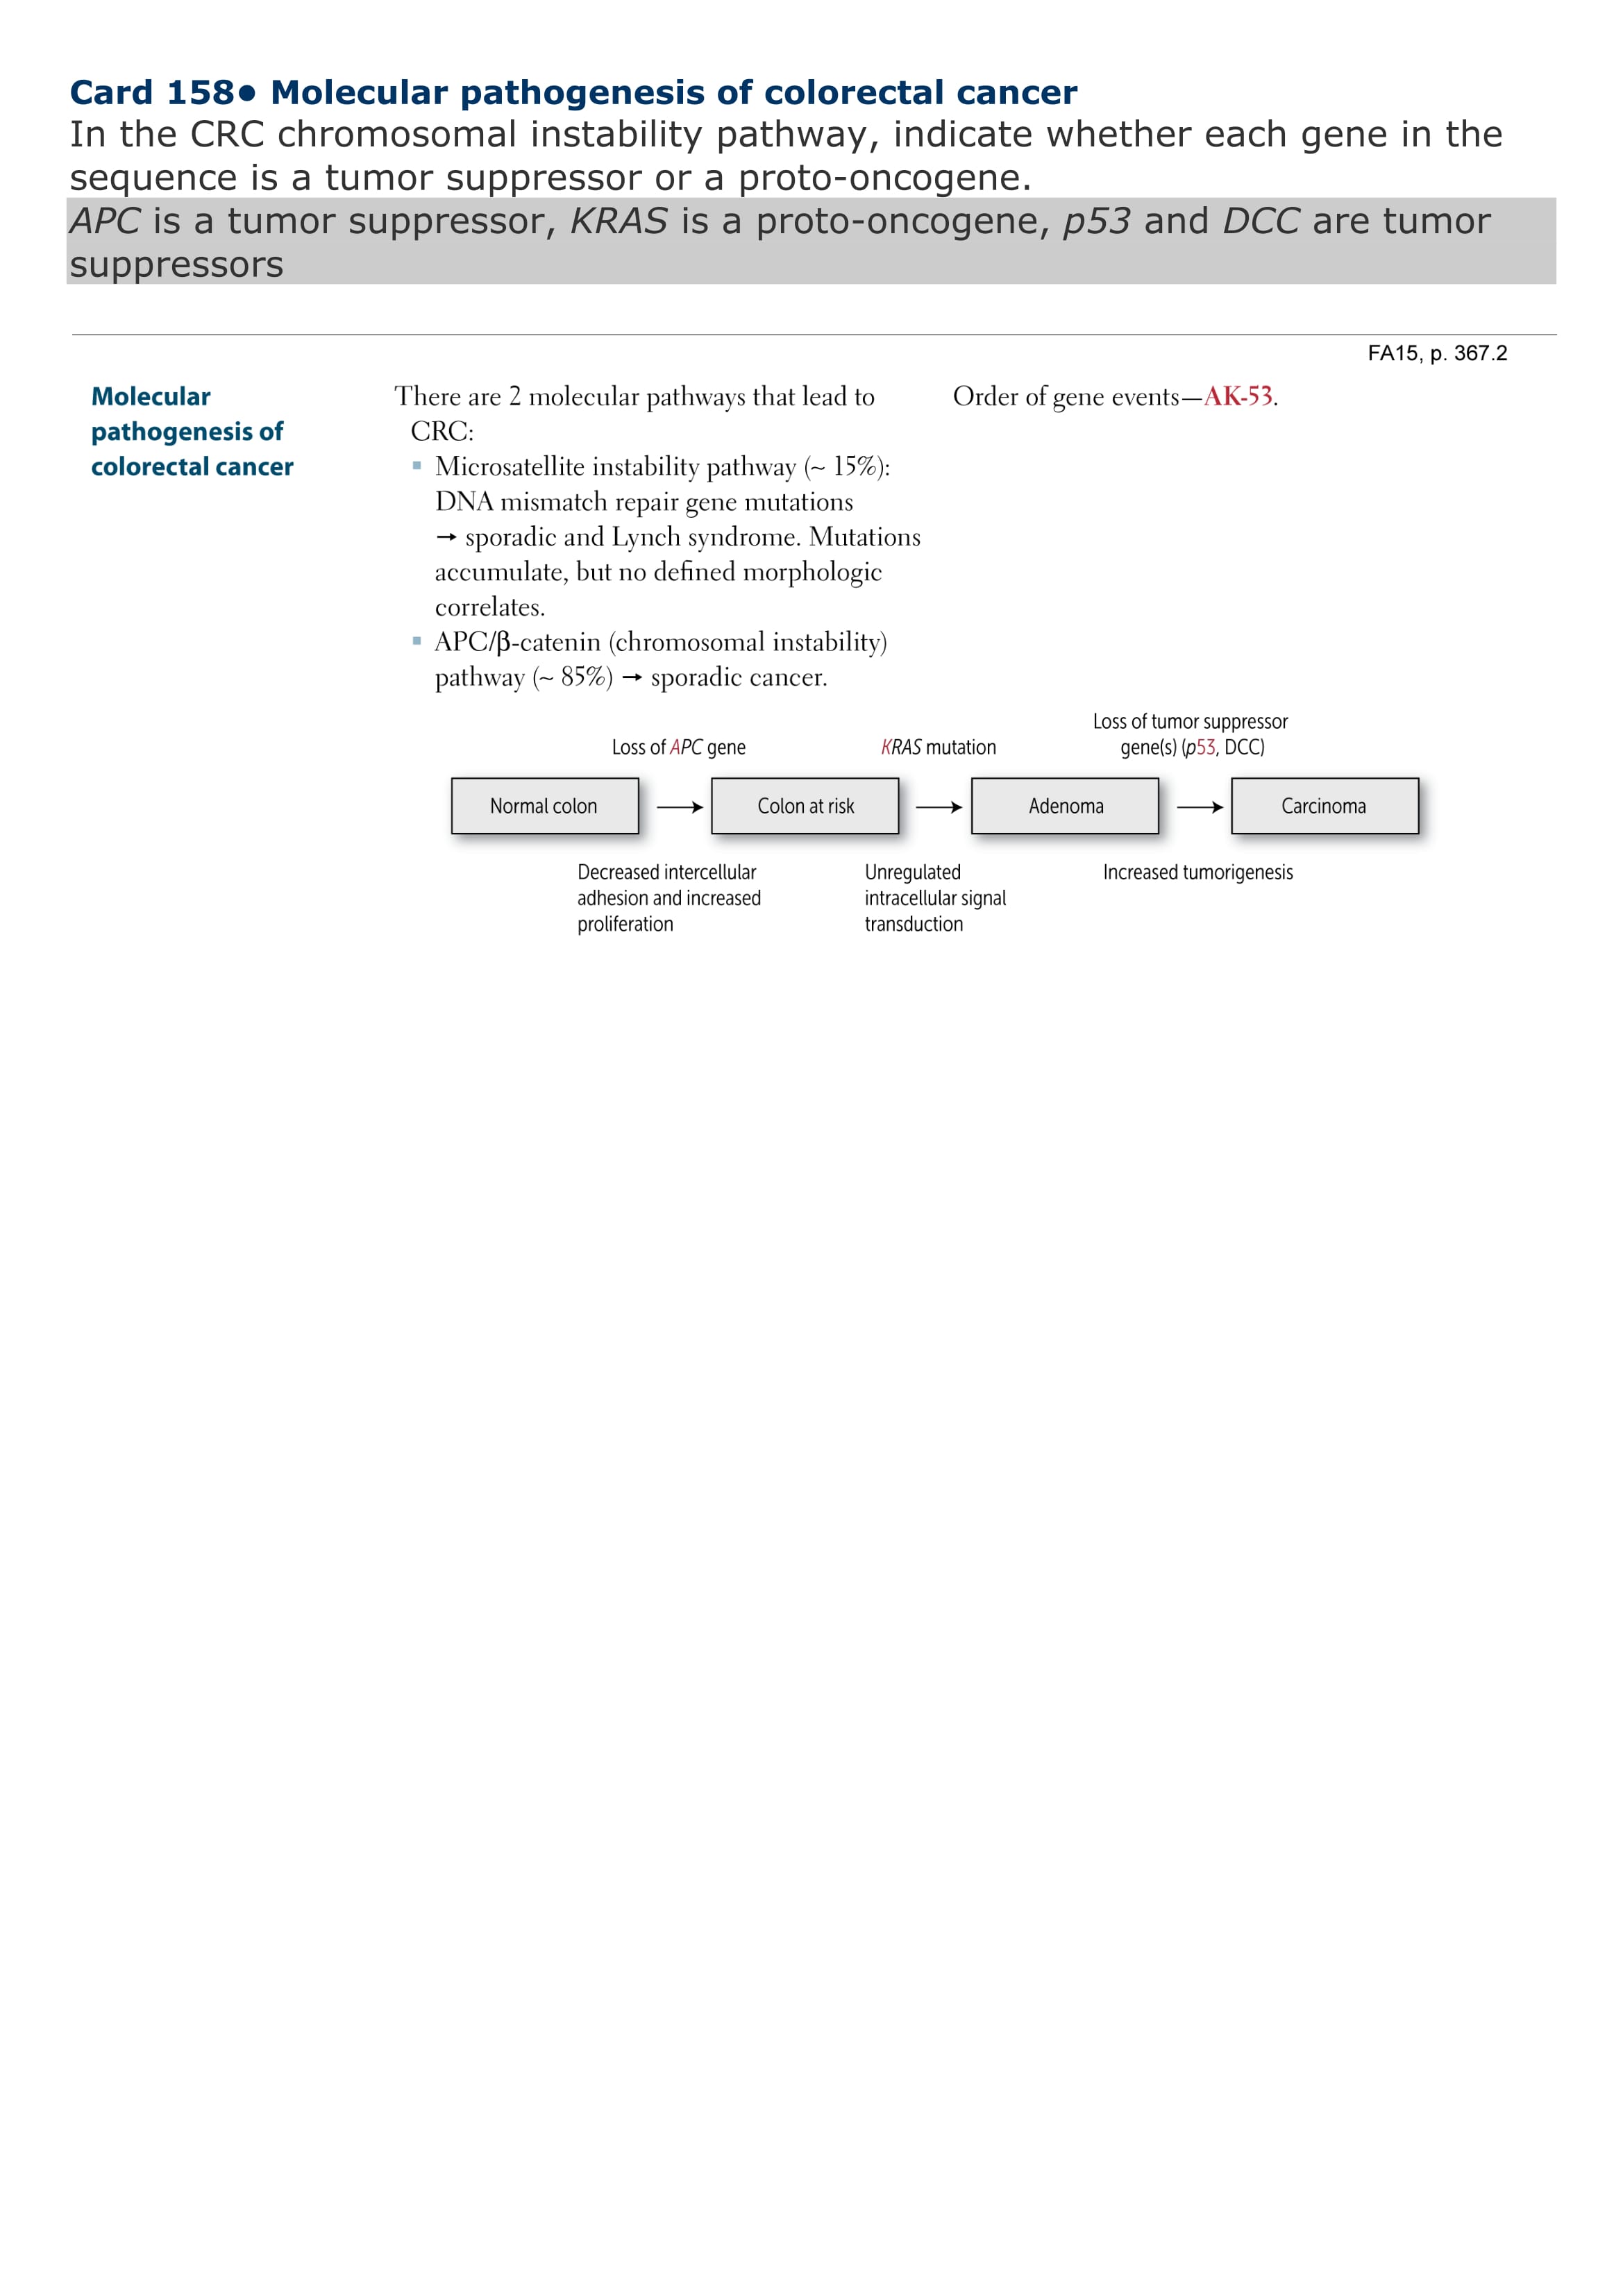 Card 158● Molecular pathogenesis of colorectal cancer
In the CRC chromosomal instability pathway, indicate whether each gene in the
sequence is a tumor suppressor or a proto-oncogene.
APC is a tumor suppressor, KRAS is a proto-oncogene, p53 and DCC are tumor
suppressors
FA15, p. 367.2
Molecular
pathogenesis of
colorectal cancer
There are 2 molecular pathways that lead to
CRC:
▪ Microsatellite instability pathway (~ 15%):
DNA mismatch repair gene mutations
→ sporadic and Lynch syndrome. Mutations
accumulate, but no defined morphologic
correlates.
▪ APC/β-catenin (chromosomal instability)
pathway (~ 85%) → sporadic cancer.
Order of gene events—AK-53.
Loss of APC gene
KRAS mutation
Loss of tumor suppressor
gene(s) (p53, DCC)
Normal colon
Colon at risk
Adenoma
Carcinoma
Decreased intercellular
adhesion and increased
proliferation
Unregulated
intracellular signal
transduction
Increased tumorigenesis